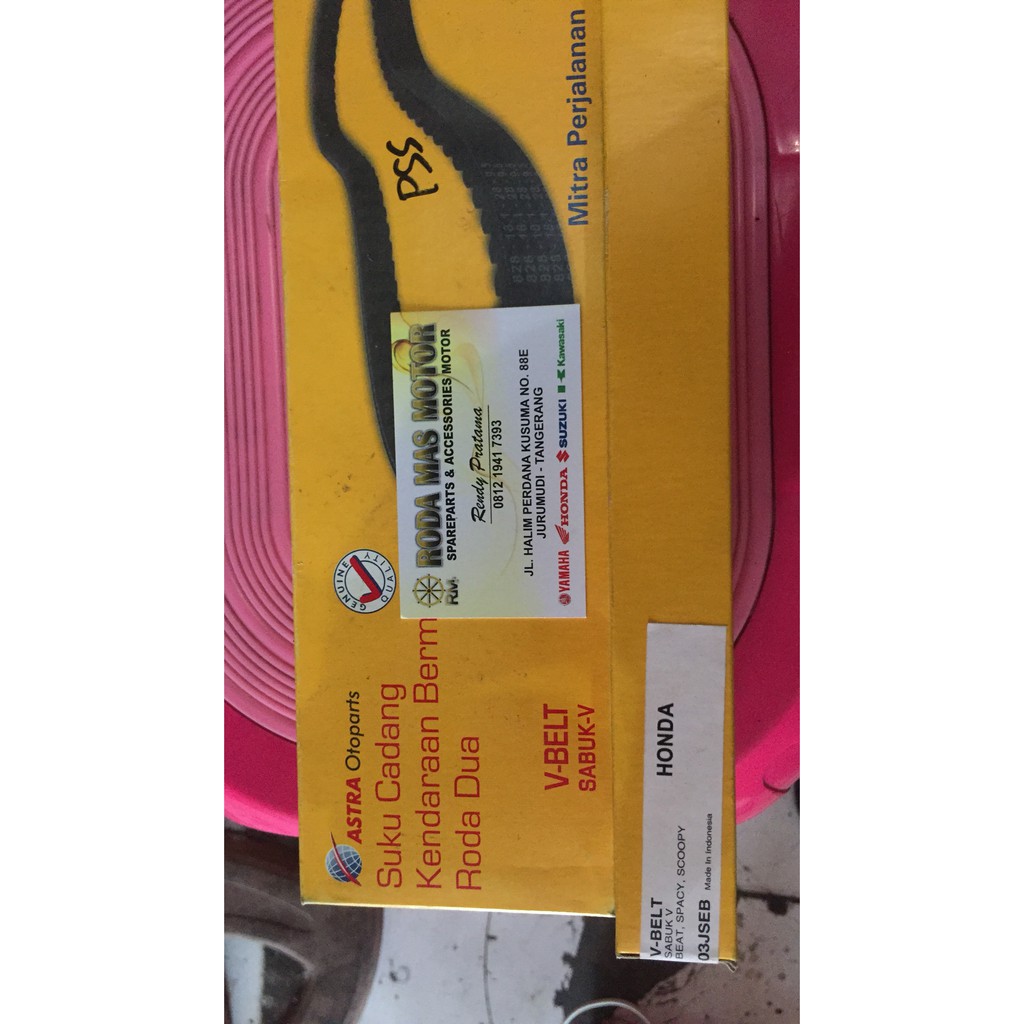 ASTRA Otoparts
Suku Cadang
Kendaraan Berm
Roda Dua
GENUINE
QUALITY
V-BELT
SABUK-V
PSS
Mitra Perjalanan
RM
RODA MAS MOTOR
SPAREPARTS & ACCESSORIES MOTOR
Rendy Pratama
0812 1941 7393
JL. HALIM PERDANA KUSUMA NO. 88E
JURUMUDI - TANGERANG
YAMAHA HONDA SUZUKI Kawasaki
V-BELT
SABUK V
BEAT, SPACY, SCOOPY
HONDA
03JSEB Made In Indonesia